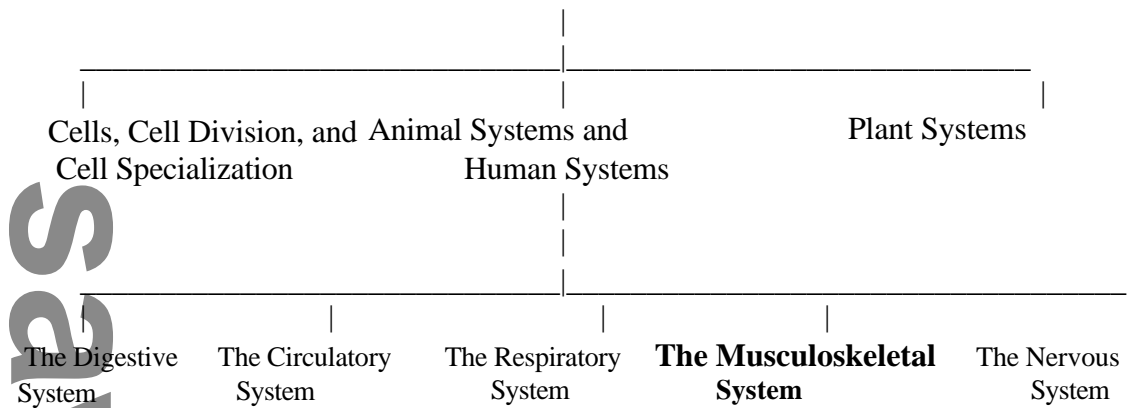 Cells, Cell Division, and Animal Systems and Plant Systems
Cell Specialization Human Systems
The Digestive The Circulatory The Respiratory The Musculoskeletal The Nervous
System System System System System